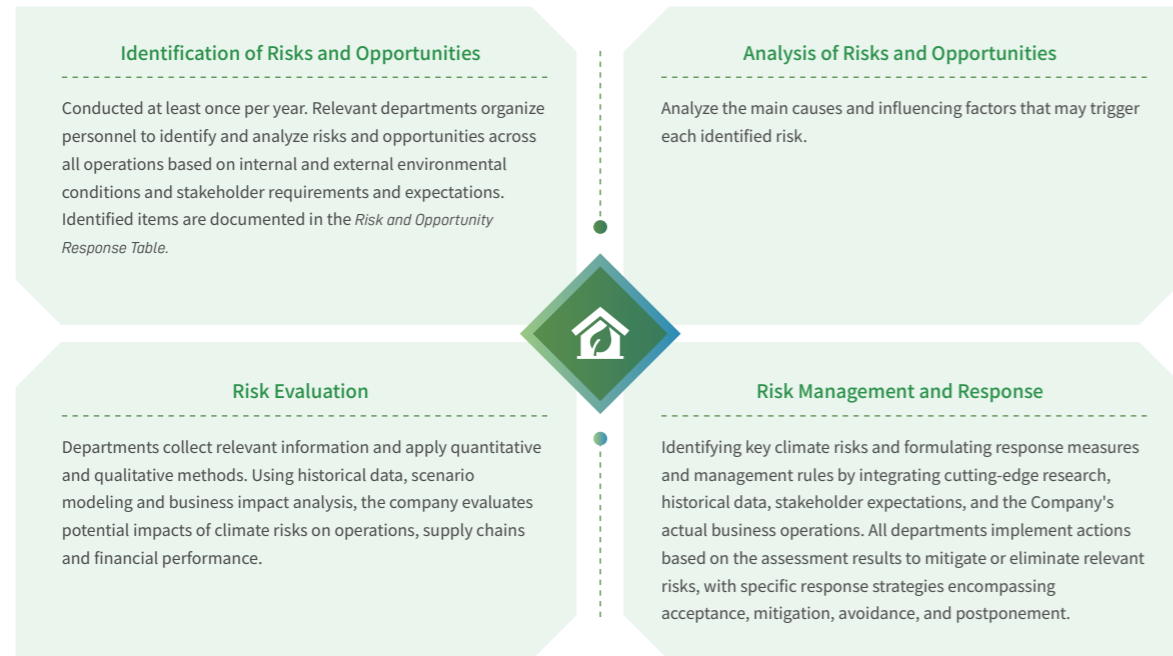 Identification of Risks and Opportunities
Conducted at least once per year. Relevant departments organize
personnel to identify and analyze risks and opportunities across
all operations based on internal and external environmental
conditions and stakeholder requirements and expectations.
Identified items are documented in the Risk and Opportunity
Response Table.
Analysis of Risks and Opportunities
Analyze the main causes and influencing factors that may trigger
each identified risk.
Risk Evaluation
Departments collect relevant information and apply quantitative
and qualitative methods. Using historical data, scenario
modeling and business impact analysis, the company evaluates
potential impacts of climate risks on operations, supply chains
and financial performance.
Risk Management and Response
Identifying key climate risks and formulating response measures
and management rules by integrating cutting-edge research,
historical data, stakeholder expectations, and the Company's
actual business operations. All departments implement actions
based on the assessment results to mitigate or eliminate relevant
risks, with specific response strategies encompassing
acceptance, mitigation, avoidance, and postponement.